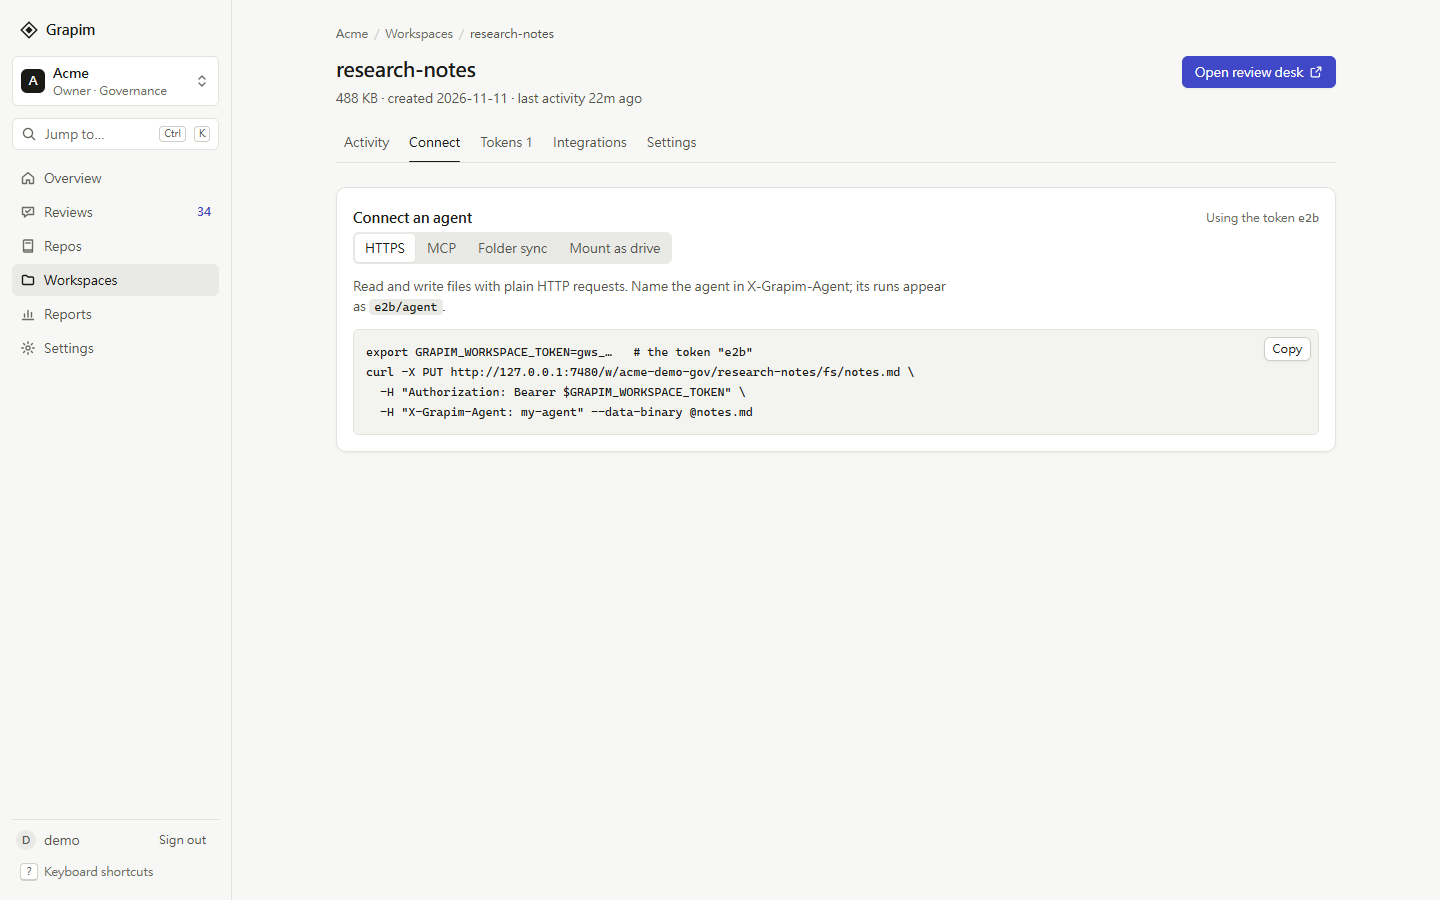 Grapim
A
Acme
Owner · Governance
Jump to...
Ctrl K
Overview
Reviews 34
Repos
Workspaces
Reports
Settings
D demo Sign out
? Keyboard shortcuts
Acme / Workspaces / research-notes
research-notes
488 KB · created 2026-11-11 · last activity 22m ago
Open review desk
Activity Connect Tokens 1 Integrations Settings
Connect an agent
Using the token e2b
HTTPS MCP Folder sync Mount as drive
Read and write files with plain HTTP requests. Name the agent in X-Grapim-Agent; its runs appear
as e2b/agent.
Copy
export GRAPIM_WORKSPACE_TOKEN=gws_… # the token "e2b"
curl -X PUT http://127.0.0.1:7480/w/acme-demo-gov/research-notes/fs/notes.md \
-H "Authorization: Bearer $GRAPIM_WORKSPACE_TOKEN" \
-H "X-Grapim-Agent: my-agent" --data-binary @notes.md